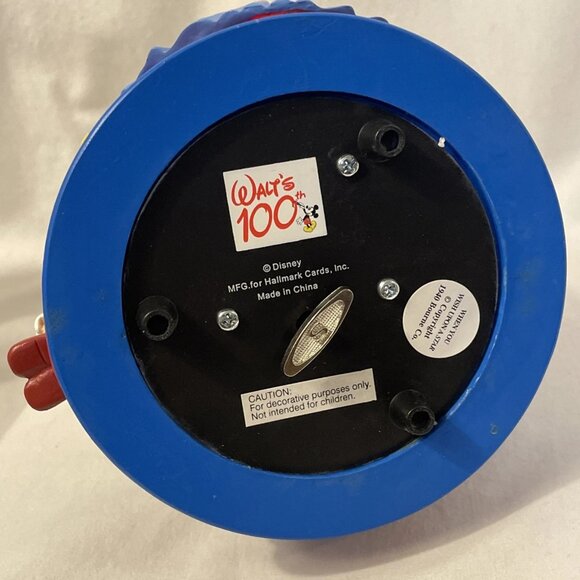 WALT'S
100th
© Disney
MFG.for Hallmark Cards, Inc.
Made in China
WHEN YOU
WISH UPON A STAR
© Copyright
1940 Bourne Co.
CAUTION:
For decorative purposes only.
Not intended for children.